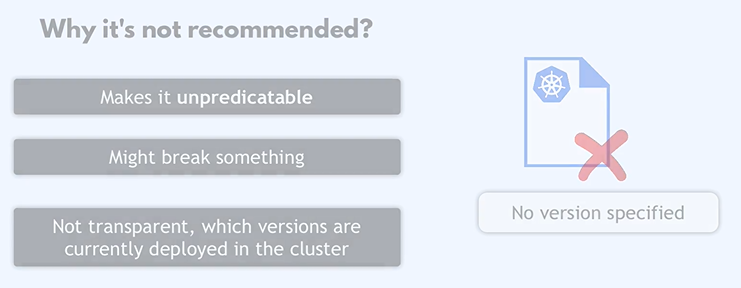 Why it's not recommended?
Makes it unpredicatable
Might break something
Not transparent, which versions are
currently deployed in the cluster
No version specified